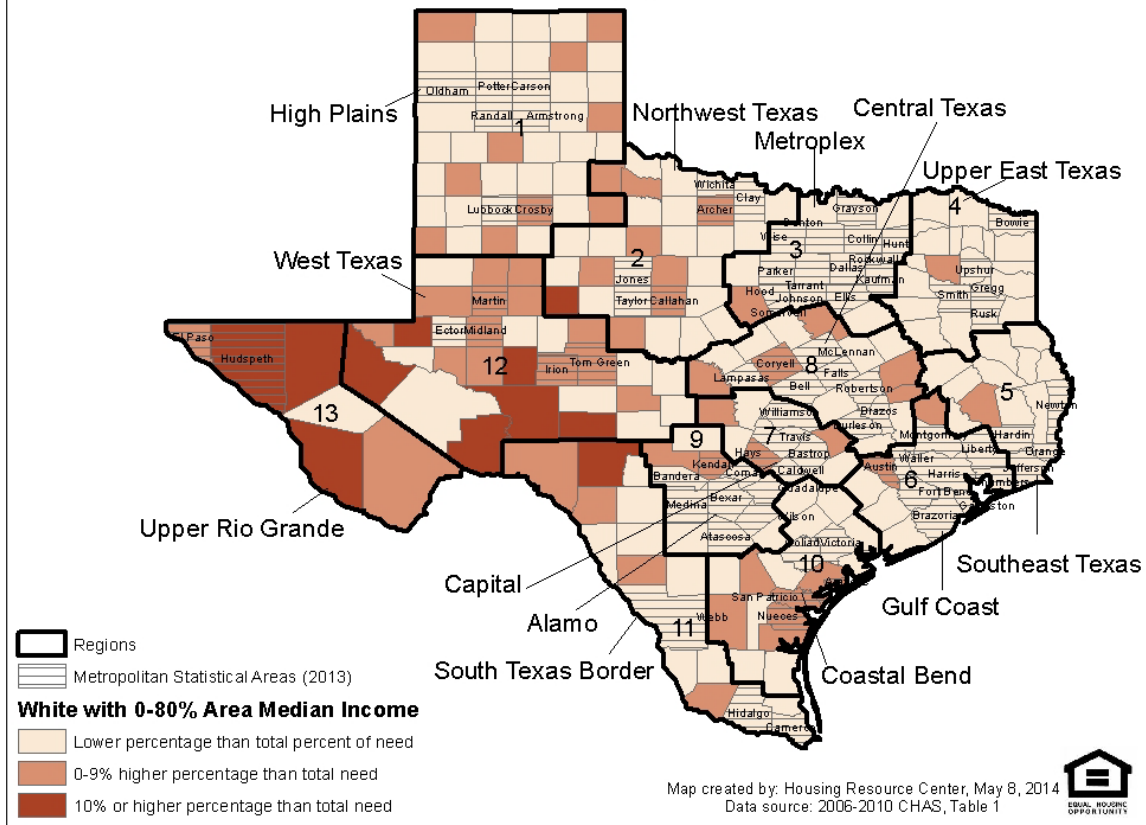 High Plains
Northwest Texas
Central Texas
Metroplex
Upper East Texas
West Texas
Upper Rio Grande
Capital
Alamo
South Texas Border
Coastal Bend
Gulf Coast
Southeast Texas
1
2
3
4
5
6
7
8
9
10
11
12
13
Oldham
Potter
Carson
Randall
Armstrong
Lubbock
Crosby
Wichita
Clay
Archer
Jones
Taylor
Callahan
Martin
Ector
Midland
Irion
Tom Green
El Paso
Hudspeth
Grayson
Denton
Wise
Collin
Hunt
Rockwall
Dallas
Kaufman
Parker
Tarrant
Hood
Johnson
Ellis
Somervell
Bowie
Upshur
Gregg
Smith
Rusk
McLennan
Coryell
Falls
Lampasas
Bell
Robertson
Brazos
Burleson
Newton
Hardin
Orange
Jefferson
Montgomery
Liberty
Waller
Austin
Harris
Chambers
Fort Bend
Galveston
Brazoria
Williamson
Travis
Hays
Bastrop
Caldwell
Kendall
Comal
Bandera
Guadalupe
Bexar
Medina
Wilson
Atascosa
Goliad
Victoria
Aransas
San Patricio
Nueces
Webb
Hidalgo
Cameron
Regions
Metropolitan Statistical Areas (2013)
White with 0-80% Area Median Income
Lower percentage than total percent of need
0-9% higher percentage than total need
10% or higher percentage than total need
Map created by: Housing Resource Center, May 8, 2014
Data source: 2006-2010 CHAS, Table 1
EQUAL HOUSING
OPPORTUNITY